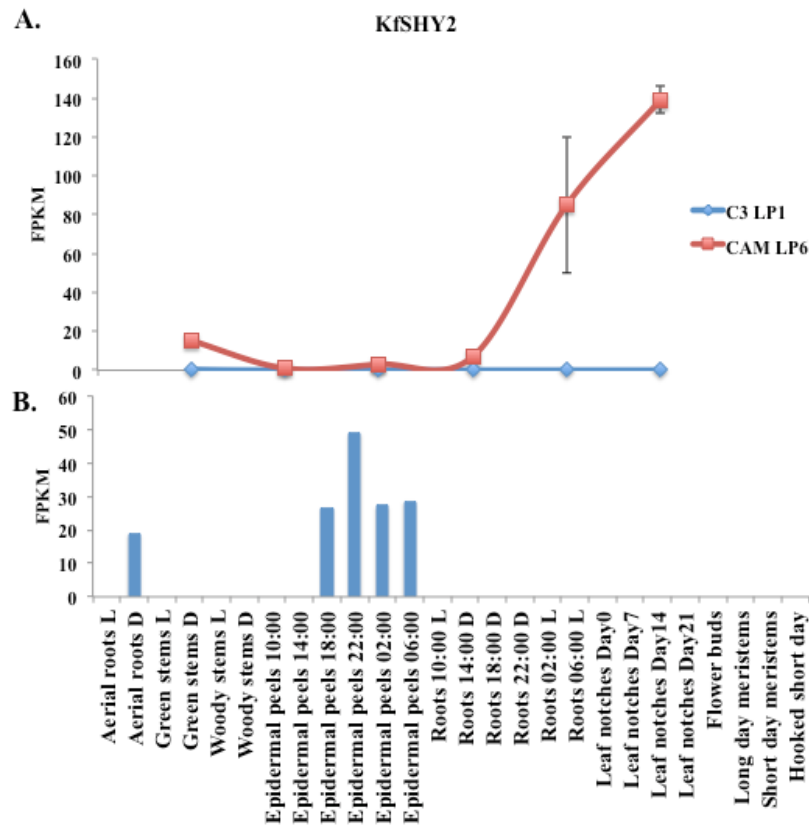 A.
KfSHY2
160
140
120
100
80
60
40
20
0
FPKM
C3 LP1
CAM LP6
B.
60
50
40
30
20
10
0
FPKM
Aerial roots L
Aerial roots D
Green stems L
Green stems D
Woody stems L
Woody stems D
Epidermal peels 10:00
Epidermal peels 14:00
Epidermal peels 18:00
Epidermal peels 22:00
Epidermal peels 02:00
Epidermal peels 06:00
Roots 10:00 L
Roots 14:00 D
Roots 18:00 D
Roots 22:00 D
Roots 02:00 L
Roots 06:00 L
Leaf notches Day0
Leaf notches Day7
Leaf notches Day14
Leaf notches Day21
Flower buds
Long day meristems
Short day meristems
Hooked short day